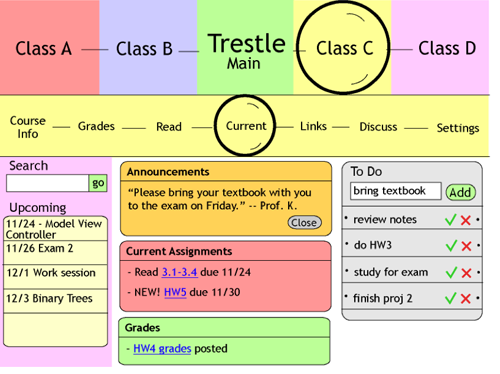 Class A
Class B
Trestle
Main
Class C
Class D
Course
Info
Grades
Read
Current
Links
Discuss
Settings
Search
go
Upcoming
11/24 - Model View
Controller
11/26 Exam 2
12/1 Work session
12/3 Binary Trees
Announcements
“Please bring your textbook with you
to the exam on Friday.” -- Prof. K.
Close
Current Assignments
- Read 3.1-3.4 due 11/24
- NEW! HW5 due 11/30
Grades
- HW4 grades posted
To Do
bring textbook
Add
• review notes
• do HW3
• study for exam
• finish proj 2